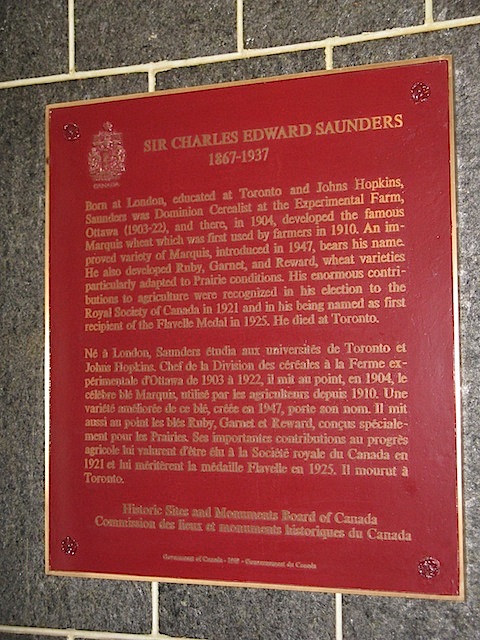 CANADA
SIR CHARLES EDWARD SAUNDERS
1867-1937
Born at London, educated at Toronto and Johns Hopkins,
Saunders was Dominion Cerealist at the Experimental Farm,
Ottawa (1903-22), and there, in 1904, developed the famous
Marquis wheat which was first used by farmers in 1910. An im-
proved variety of Marquis, introduced in 1947, bears his name.
He also developed Ruby, Garnet, and Reward, wheat varieties
particularly adapted to Prairie conditions. His enormous contri-
butions to agriculture were recognized in his election to the
Royal Society of Canada in 1921 and in his being named as first
recipient of the Flavelle Medal in 1925. He died at Toronto.
Né à London, Saunders étudia aux universités de Toronto et
Johns Hopkins. Chef de la Division des céréales à la Ferme ex-
périmentale d'Ottawa de 1903 à 1922, il mit au point, en 1904, le
célèbre blé Marquis, utilisé par les agriculteurs depuis 1910. Une
variété améliorée de ce blé, créée en 1947, porte son nom. Il mit
aussi au point les blés Ruby, Garnet et Reward, conçus spéciale-
ment pour les Prairies. Ses importantes contributions au progrès
agricole lui valurent d'être élu à la Société royale du Canada en
1921 et lui méritèrent la médaille Flavelle en 1925. Il mourut à
Toronto.
Historic Sites and Monuments Board of Canada
Commission des lieux et monuments historiques du Canada
Government of Canada - - Gouvernement du Canada